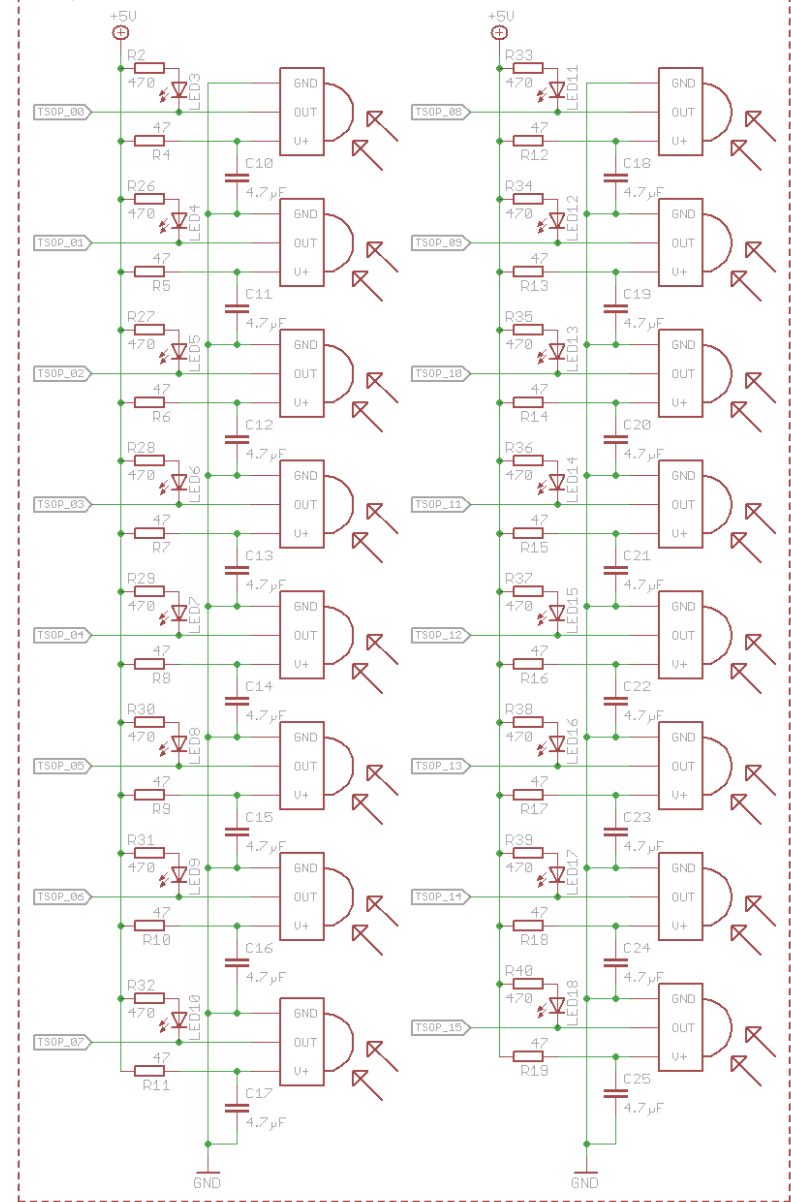 +5V
R2
470
LED3
GND
TSOP_00
OUT
47
V+
R4
C10
4.7µF
R26
470
LED4
GND
TSOP_01
OUT
47
V+
R5
C11
4.7µF
R27
470
LED5
GND
TSOP_02
OUT
47
V+
R6
C12
4.7µF
R28
470
LED6
GND
TSOP_03
OUT
47
V+
R7
C13
4.7µF
R29
470
LED7
GND
TSOP_04
OUT
47
V+
R8
C14
4.7µF
R30
470
LED8
GND
TSOP_05
OUT
47
V+
R9
C15
4.7µF
R31
470
LED9
GND
TSOP_06
OUT
47
V+
R10
C16
4.7µF
R32
470
LED10
GND
TSOP_07
OUT
47
V+
R11
C17
4.7µF
GND
+5V
R33
470
LED11
GND
TSOP_08
OUT
47
V+
R12
C18
4.7µF
R34
470
LED12
GND
TSOP_09
OUT
47
V+
R13
C19
4.7µF
R35
470
LED13
GND
TSOP_10
OUT
47
V+
R14
C20
4.7µF
R36
470
LED14
GND
TSOP_11
OUT
47
V+
R15
C21
4.7µF
R37
470
LED15
GND
TSOP_12
OUT
47
V+
R16
C22
4.7µF
R38
470
LED16
GND
TSOP_13
OUT
47
V+
R17
C23
4.7µF
R39
470
LED17
GND
TSOP_14
OUT
47
V+
R18
C24
4.7µF
R40
470
LED18
GND
TSOP_15
OUT
47
V+
R19
C25
4.7µF
GND